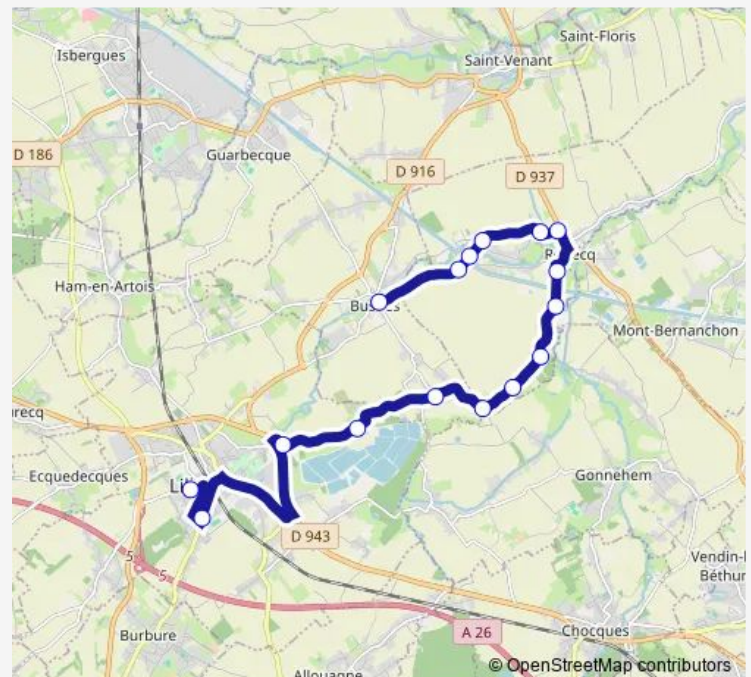 Saint-Floris
Isbergues
Saint-Venant
D 186
Guarbecque
D 916
D 937
Ham-en-Artois
Mont-Bernanchon
urecq
Ecquedecques
Gonnehem
D 943
5
5
Vendin-l
Béthur
A 26
Chocques
Burbure
Allouagne
© OpenStreetMap contributors